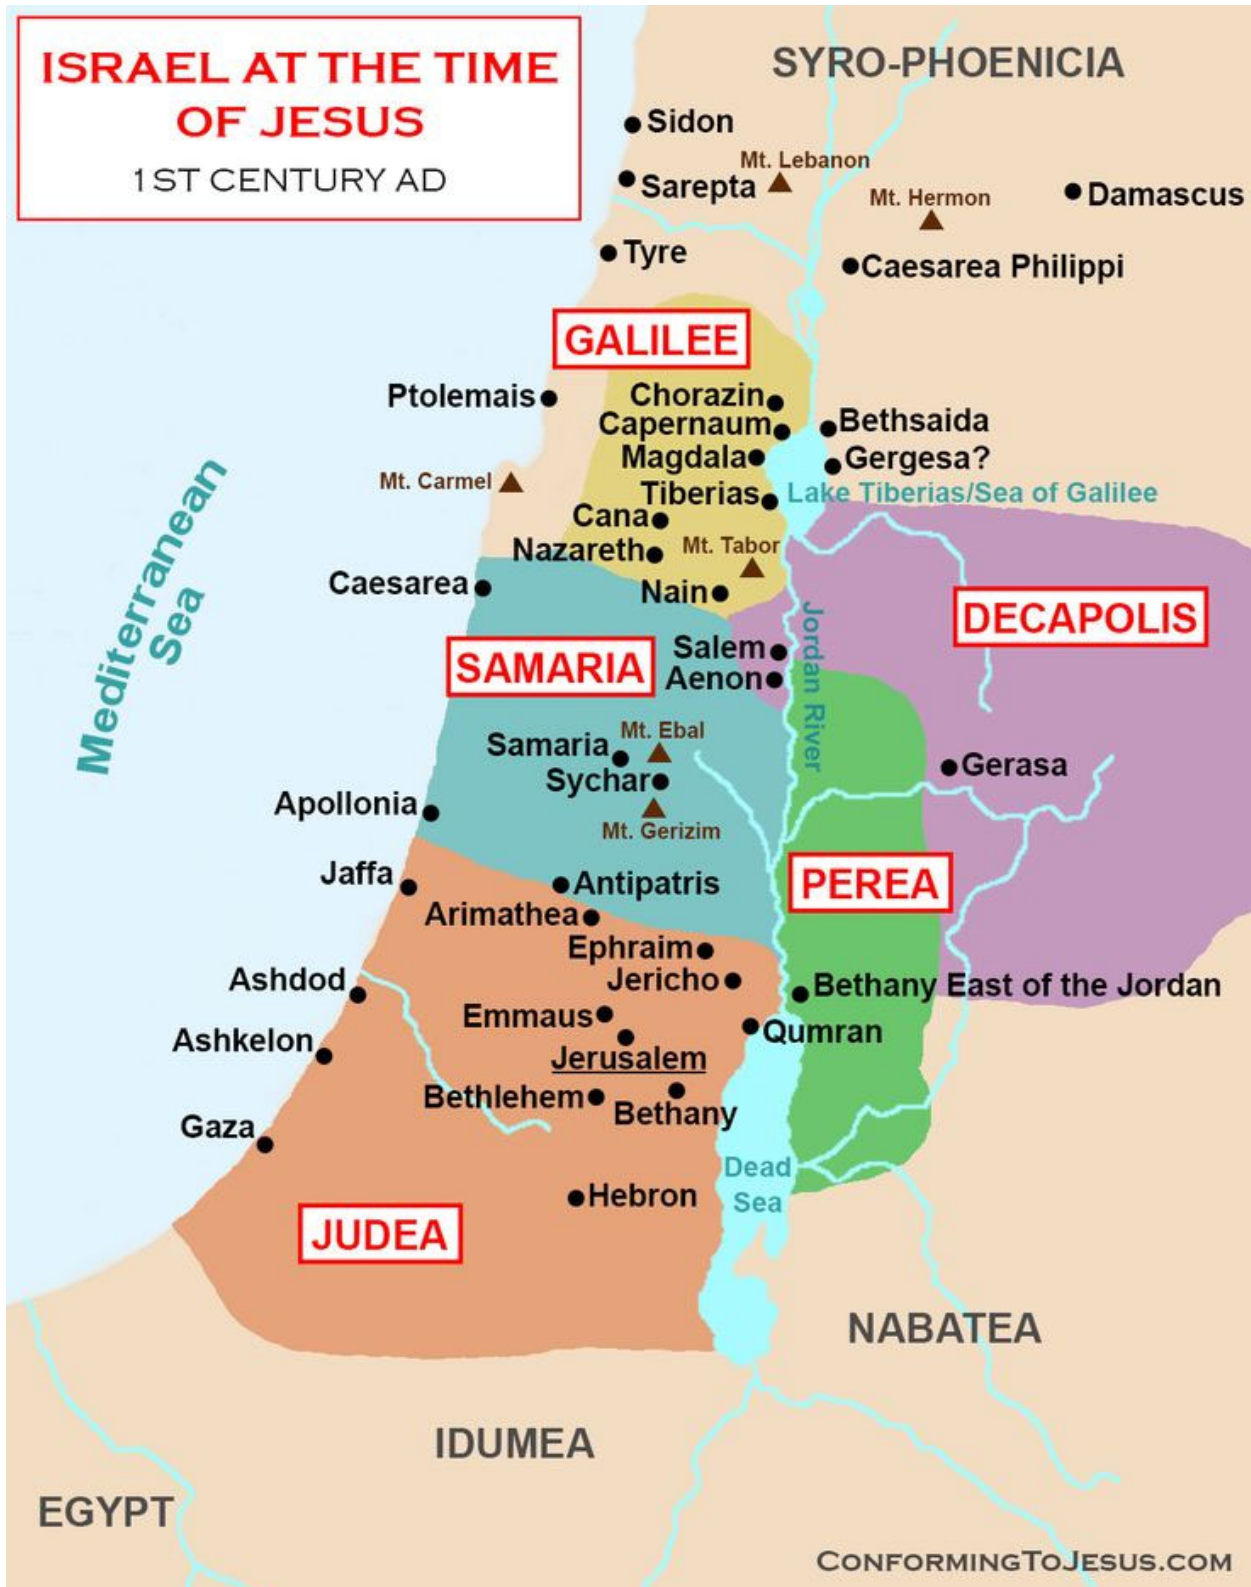 ISRAEL AT THE TIME
OF JESUS
1ST CENTURY AD
SYRO-PHOENICIA
Sidon
Mt. Lebanon
Sarepta
Mt. Hermon
Damascus
Tyre
Caesarea Philippi
GALILEE
Ptolemais
Chorazin
Capernaum
Bethsaida
Magdala
Gergesa?
Mt. Carmel
Tiberias
Lake Tiberias/Sea of Galilee
Cana
Nazareth
Mt. Tabor
Mediterranean
Sea
Caesarea
Nain
DECAPOLIS
Jordan River
SAMARIA
Salem
Aenon
Mt. Ebal
Samaria
Sychar
Gerasa
Apollonia
Mt. Gerizim
Jaffa
Antipatris
PEREA
Arimathea
Ephraim
Jericho
Ashdod
Bethany East of the Jordan
Emmaus
Qumran
Ashkelon
Jerusalem
Bethlehem
Bethany
Gaza
Dead
Sea
Hebron
JUDEA
NABATEA
IDUMEA
EGYPT
CONFORMINGTOJESUS.COM